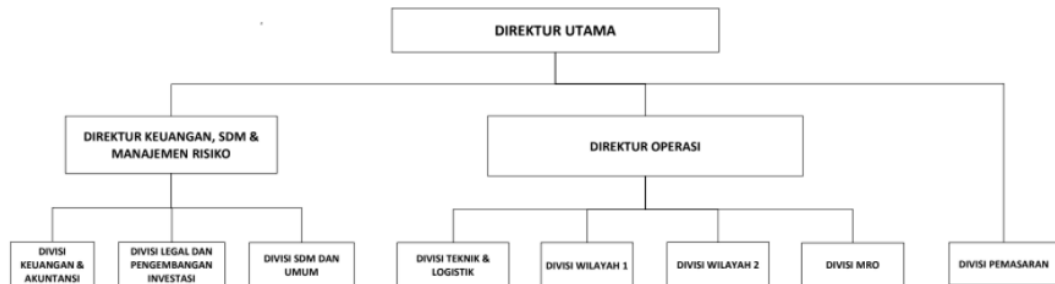 DIREKTUR UTAMA
DIREKTUR KEUANGAN, SDM &
MANAJEMEN RISIKO
DIREKTUR OPERASI
DIVISI
KEUANGAN &
AKUNTANSI
DIVISI LEGAL DAN
PENGEMBANGAN
INVESTASI
DIVISI SDM DAN
UMUM
DIVISI TEKNIK &
LOGISTIK
DIVISI WILAYAH 1
DIVISI WILAYAH 2
DIVISI MRO
DIVISI PEMASARAN